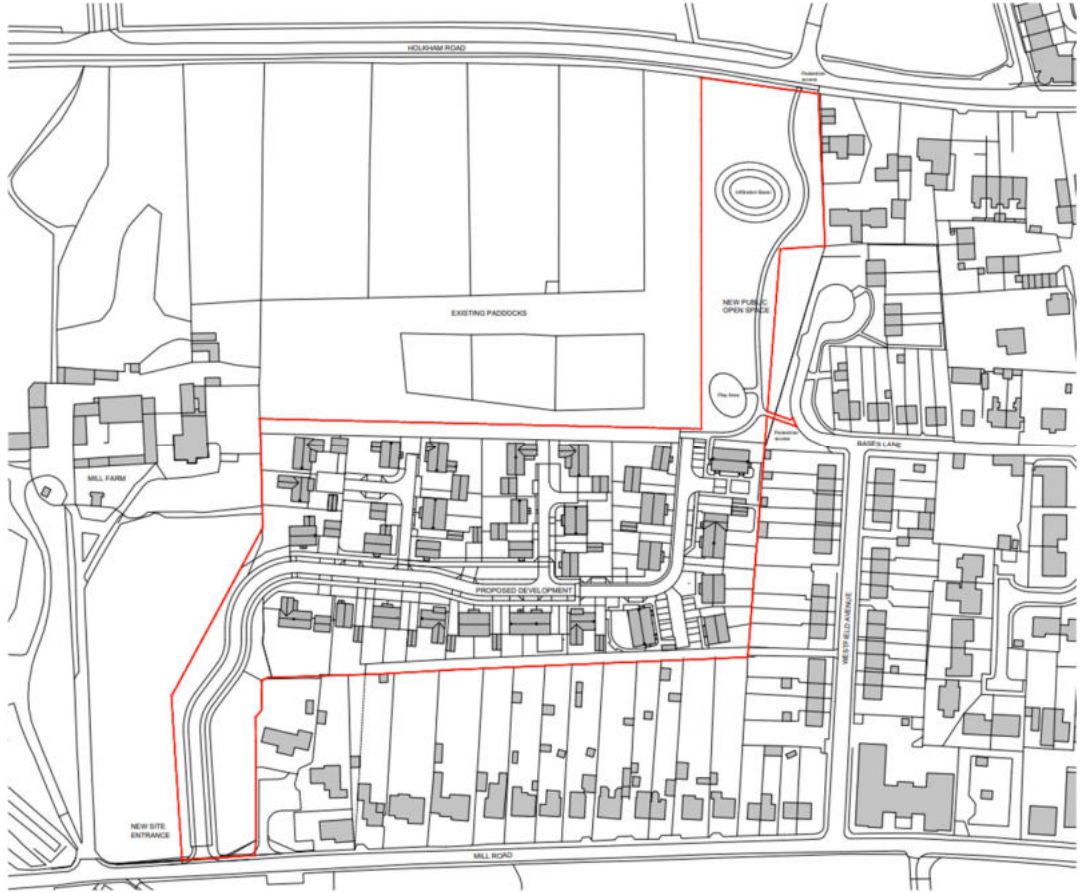 HOLKHAM ROAD
Pedestrian
access
Infiltration Basin
NEW PUBLIC
OPEN SPACE
EXISTING PADDOCKS
Play Area
Pedestrian
access
BASES LANE
MILL FARM
PROPOSED DEVELOPMENT
WESTFIELD AVENUE
NEW SITE
ENTRANCE
MILL ROAD